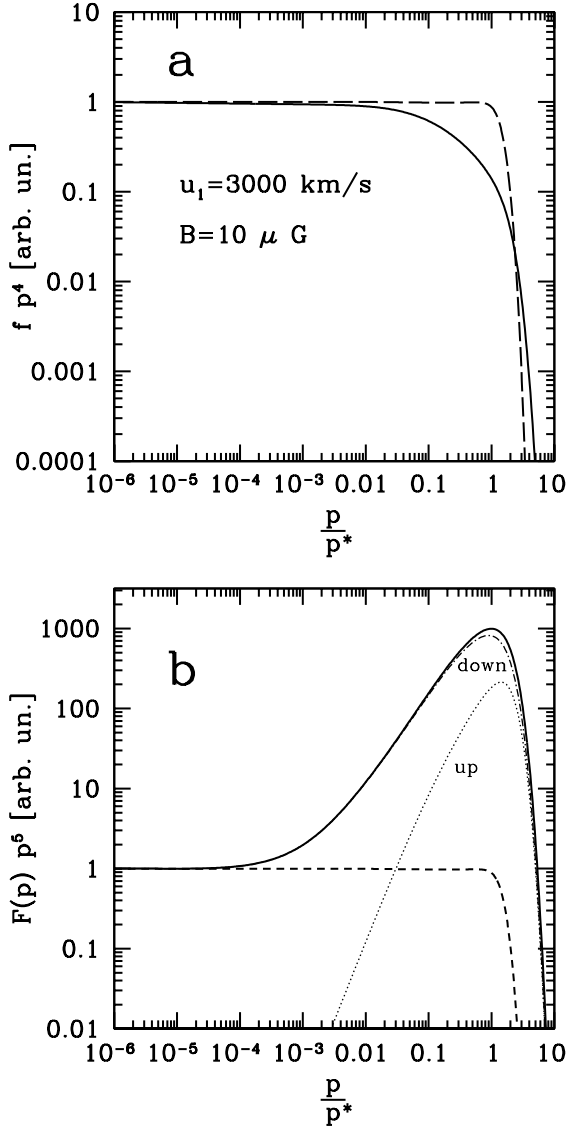 10
a
1
u₁=3000 km/s
0.1
B=10 μ G
0.01
0.001
0.0001
f p⁴ [arb. un.]
10⁻⁶ 10⁻⁵ 10⁻⁴ 10⁻³ 0.01 0.1 1 10
p
p*
1000
b
down
100
up
10
1
0.1
0.01
F(p) p⁵ [arb. un.]
10⁻⁶ 10⁻⁵ 10⁻⁴ 10⁻³ 0.01 0.1 1 10
p
p*